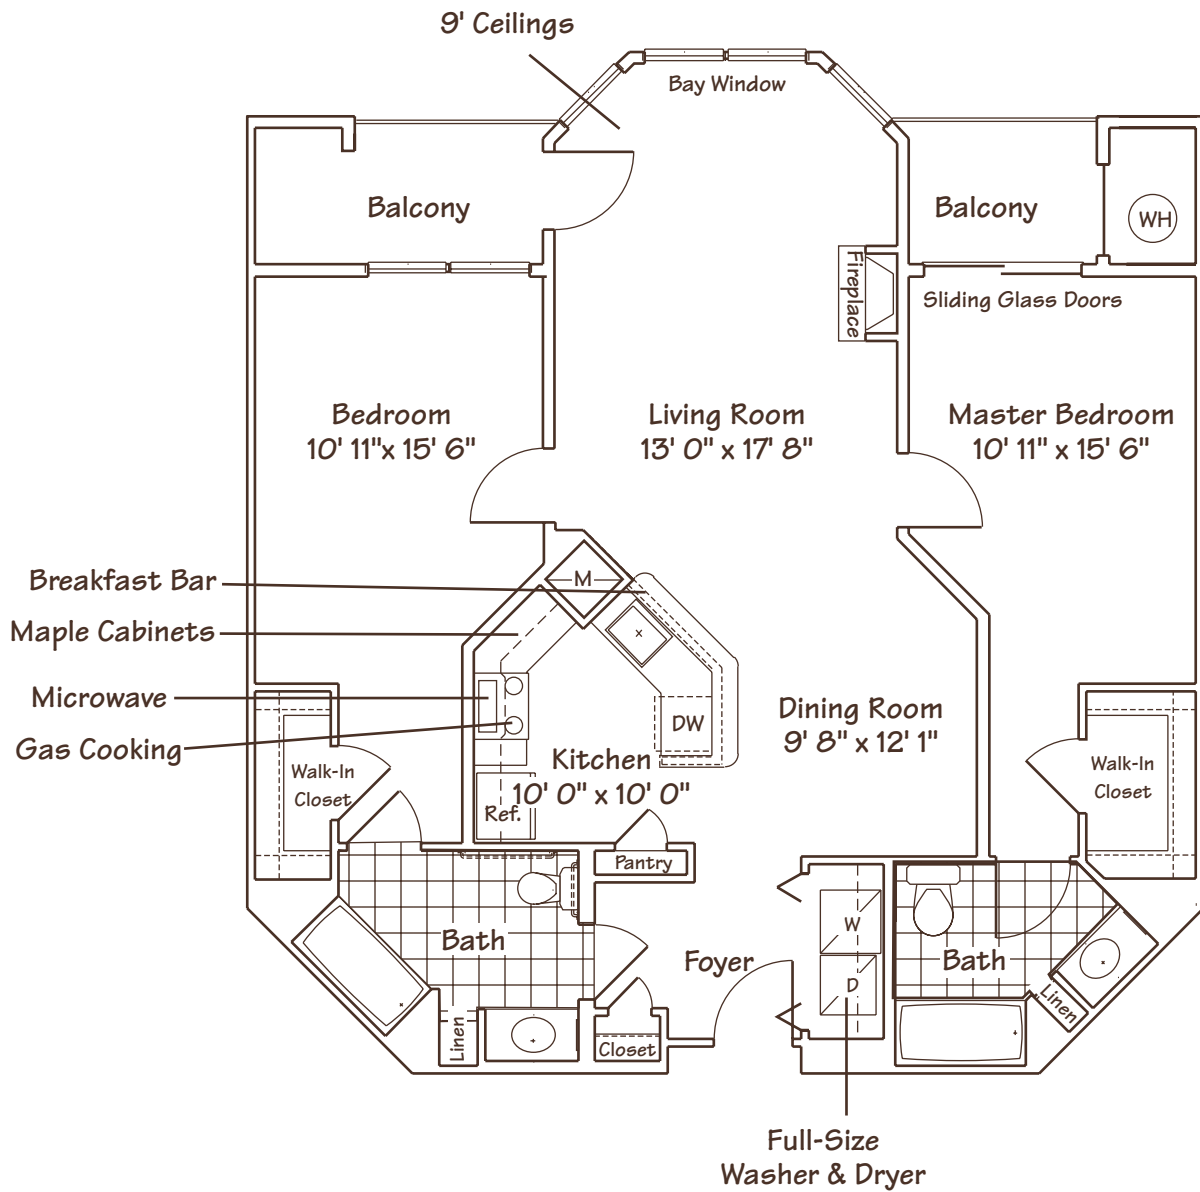 9' Ceilings
Bay Window
Balcony
Balcony
WH
Fireplace
Sliding Glass Doors
Bedroom
10' 11"x 15' 6"
Living Room
13' 0" x 17' 8"
Master Bedroom
10' 11" x 15' 6"
Breakfast Bar
M
Maple Cabinets
Microwave
Gas Cooking
DW
Dining Room
9' 8" x 12' 1"
Kitchen
10' 0" x 10' 0"
Ref.
Walk-In
Closet
Walk-In
Closet
Pantry
Bath
Foyer
W
D
Bath
Linen
Linen
Closet
Full-Size
Washer & Dryer